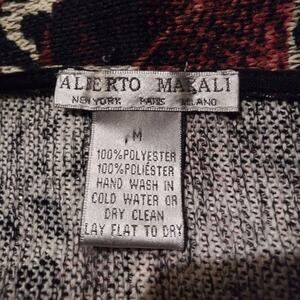 ALBERTO MAKALI
NEW YORK PARIS MILANO
M
100%POLYESTER
100%POLIÉSTER
HAND WASH IN
COLD WATER OR
DRY CLEAN
LAY FLAT TO DRY